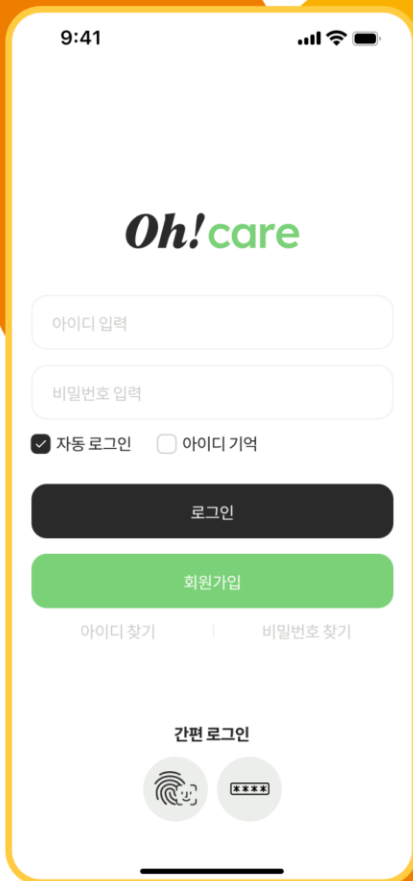 9:41
Oh!care
아이디 입력
비밀번호 입력
자동 로그인 아이디 기억
로그인
회원가입
아이디 찾기 | 비밀번호 찾기
간편 로그인
****